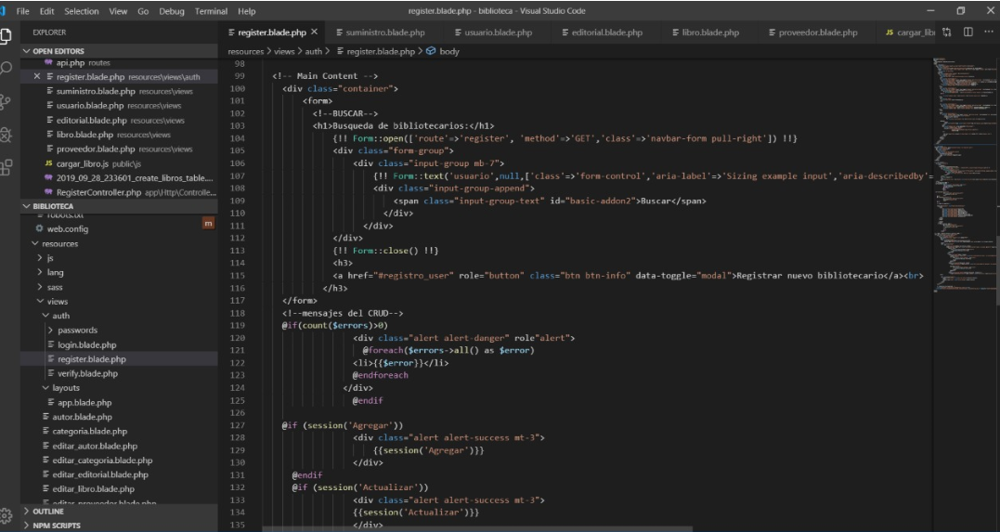 File Edit Selection View Go Debug Terminal Help
register.blade.php - biblioteca - Visual Studio Code
EXPLORER
OPEN EDITORS
api.php routes
register.blade.php resources\views\auth
suministro.blade.php resources\views
usuario.blade.php resources\views
editorial.blade.php resources\views
libro.blade.php resources\views
proveedor.blade.php resources\views
JS cargar_libro.js public\js
2019_09_28_233601_create_libros_table....
RegisterController.php app\Http\Controlle...
BIBLIOTECA
robots.txt
web.config
m
resources
js
lang
sass
views
auth
passwords
login.blade.php
register.blade.php
verify.blade.php
layouts
app.blade.php
autor.blade.php
categoria.blade.php
editar_autor.blade.php
editar_categoria.blade.php
editar_editorial.blade.php
editar_libro.blade.php
editar_proveedor.blade.php
OUTLINE
NPM SCRIPTS
register.blade.php suministro.blade.php usuario.blade.php editorial.blade.php libro.blade.php proveedor.blade.php JS cargar_lib
resources > views > auth > register.blade.php > body
98
99 <!-- Main Content -->
100 <div class="container">
101 <form>
102 <!--BUSCAR-->
103 <h1>Busqueda de bibliotecarios:</h1>
104 {!! Form::open(['route'=>'register', 'method'=>'GET','class'=>'navbar-form pull-right']) !!}
105 <div class="form-group">
106 <div class="input-group mb-7">
107 {!! Form::text('usuario',null,['class'=>'form-control','aria-label'=>'Sizing example input','aria-describedby'=
108 <div class="input-group-append">
109 <span class="input-group-text" id="basic-addon2">Buscar</span>
110 </div>
111 </div>
112 </div>
113 {!! Form::close() !!}
114 <h3>
115 <a href="#registro_user" role="button" class="btn btn-info" data-toggle="modal">Registrar nuevo bibliotecario</a><br>
116 </h3>
117 </form>
118 <!--mensajes del CRUD-->
119 @if(count($errors)>0)
120 <div class="alert alert-danger" role"alert">
121 @foreach($errors->all() as $error)
122 <li>{{$error}}</li>
123 @endforeach
124 </div>
125 @endif
126
127 @if (session('Agregar'))
128 <div class="alert alert-success mt-3">
129 {{session('Agregar')}}
130 </div>
131 @endif
132 @if (session('Actualizar'))
133 <div class="alert alert-success mt-3">
134 {{session('Actualizar')}}
135 </div>